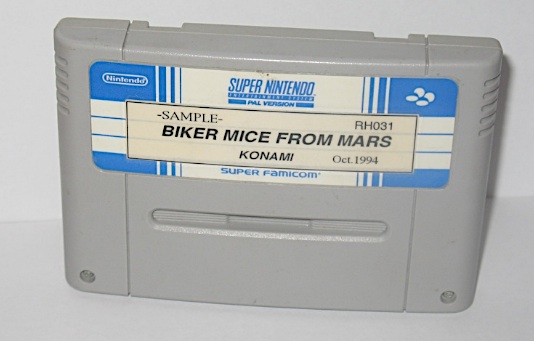 Nintendo
SUPER NINTENDO
ENTERTAINMENT SYSTEM
PAL VERSION
-SAMPLE-
RH031
BIKER MICE FROM MARS
KONAMI
Oct.1994
SUPER FAMICOM